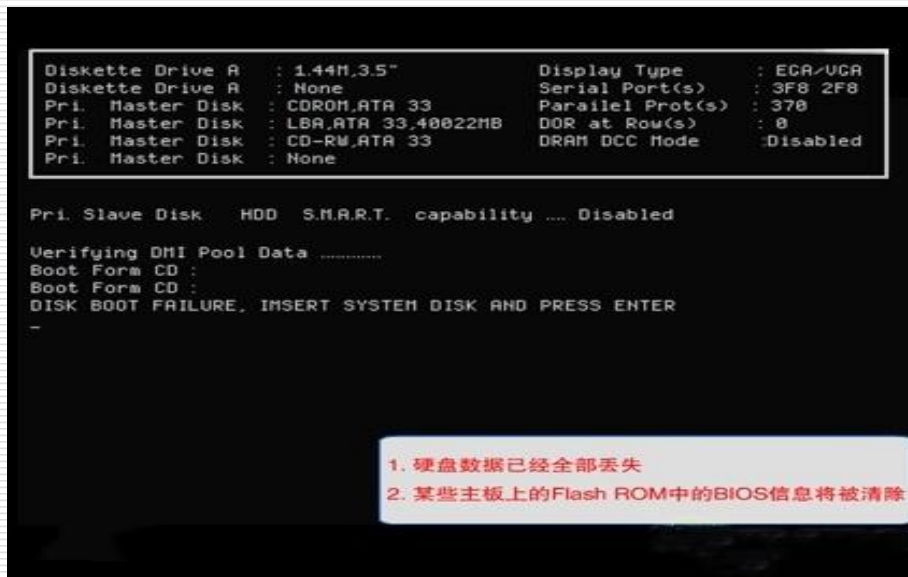 Diskette Drive A : 1.44M,3.5" Display Type : EGA/VGA
Diskette Drive A : None Serial Port(s) : 3F8 2F8
Pri. Master Disk : CDROM,ATA 33 Parailel Prot(s) : 370
Pri. Master Disk : LBA,ATA 33,40022MB DOR at Row(s) : 0
Pri. Master Disk : CD-RW,ATA 33 DRAM DCC Mode :Disabled
Pri. Master Disk : None
Pri. Slave Disk HDD S.M.A.R.T. capability .... Disabled
Verifying DMI Pool Data ............
Boot Form CD :
Boot Form CD :
DISK BOOT FAILURE, IMSERT SYSTEM DISK AND PRESS ENTER
–
1. 硬盘数据已经全部丢失
2. 某些主板上的Flash ROM中的BIOS信息将被清除